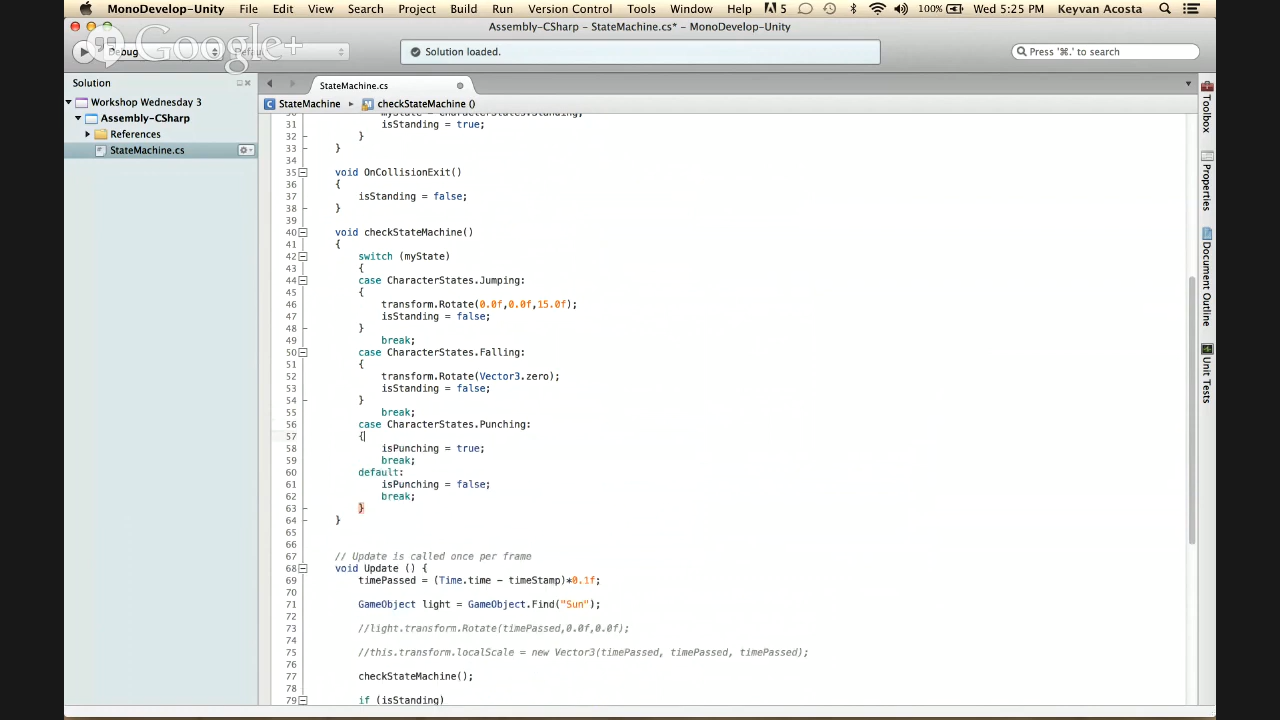 MonoDevelop-Unity File Edit View Search Project Build Run Version Control Tools Window Help 5 100% Wed 5:25 PM Keyvan Acosta
Assembly-CSharp – StateMachine.cs* – MonoDevelop-Unity
Google+
Debug
Solution loaded.
Press '⌘.' to search
Solution
StateMachine.cs
Workshop Wednesday 3
Assembly-CSharp
References
StateMachine.cs
StateMachine ▸ checkStateMachine ()
Toolbox
Properties
Document Outline
Unit Tests
myState = CharacterStates.Standing;
31 isStanding = true;
32 }
33 }
34
35 void OnCollisionExit()
36 {
37 isStanding = false;
38 }
39
40 void checkStateMachine()
41 {
42 switch (myState)
43 {
44 case CharacterStates.Jumping:
45 {
46 transform.Rotate(0.0f,0.0f,15.0f);
47 isStanding = false;
48 }
49 break;
50 case CharacterStates.Falling:
51 {
52 transform.Rotate(Vector3.zero);
53 isStanding = false;
54 }
55 break;
56 case CharacterStates.Punching:
57 {
58 isPunching = true;
59 break;
60 default:
61 isPunching = false;
62 break;
63 }
64 }
65
66
67 // Update is called once per frame
68 void Update () {
69 timePassed = (Time.time - timeStamp)*0.1f;
70
71 GameObject light = GameObject.Find("Sun");
72
73 //light.transform.Rotate(timePassed,0.0f,0.0f);
74
75 //this.transform.localScale = new Vector3(timePassed, timePassed, timePassed);
76
77 checkStateMachine();
78
79 if (isStanding)